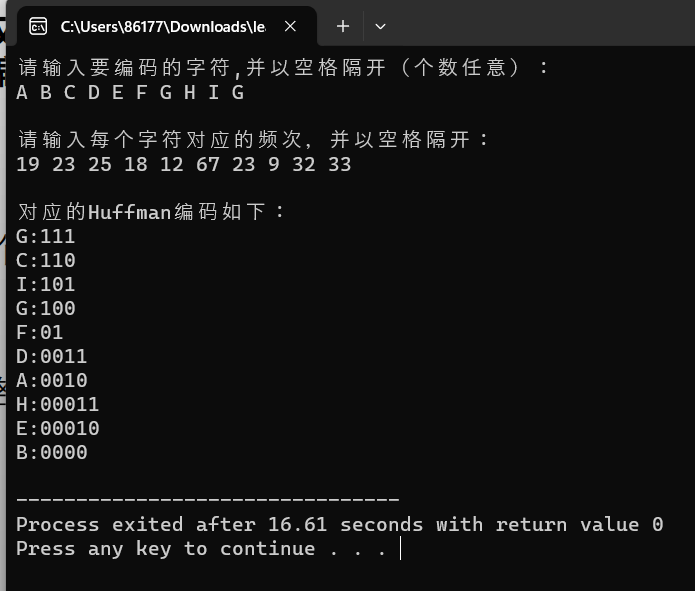 C:\Users\86177\Downloads\le
请输入要编码的字符,并以空格隔开（个数任意）：
A B C D E F G H I G
请输入每个字符对应的频次，并以空格隔开：
19 23 25 18 12 67 23 9 32 33
对应的Huffman编码如下：
G:111
C:110
I:101
G:100
F:01
D:0011
A:0010
H:00011
E:00010
B:0000
--------------------------------
Process exited after 16.61 seconds with return value 0
Press any key to continue . . .